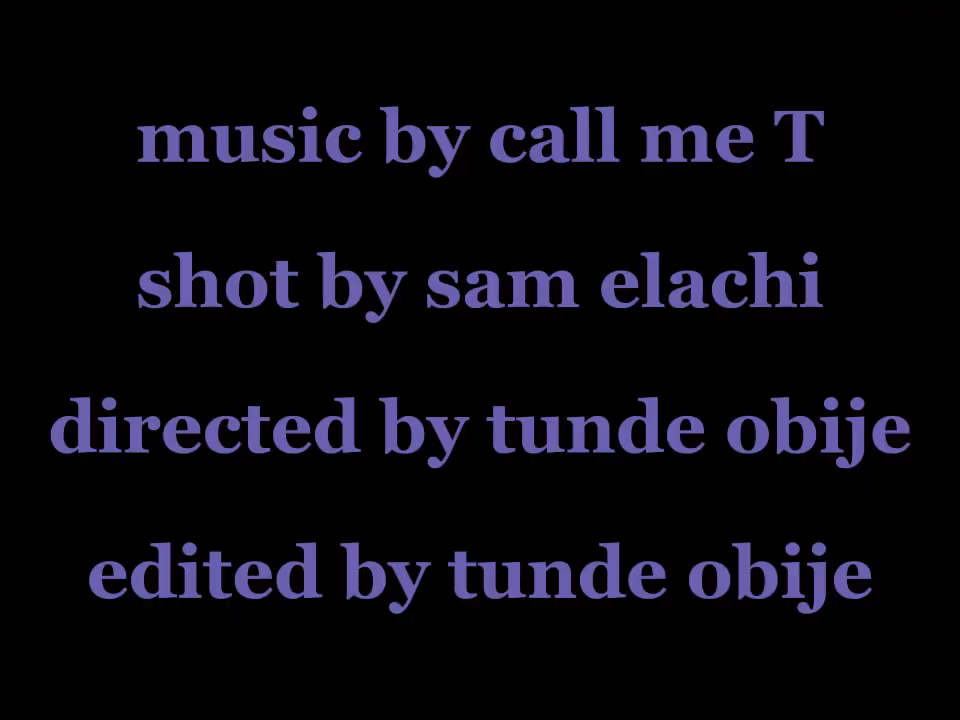 music by call me T
shot by sam elachi
directed by tunde obije
edited by tunde obije